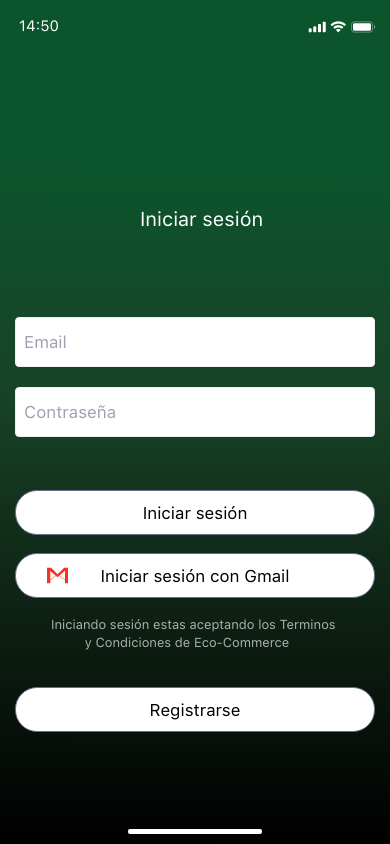 14:50
Iniciar sesión
Email
Contraseña
Iniciar sesión
Iniciar sesión con Gmail
Iniciando sesión estas aceptando los Terminos
y Condiciones de Eco-Commerce
Registrarse